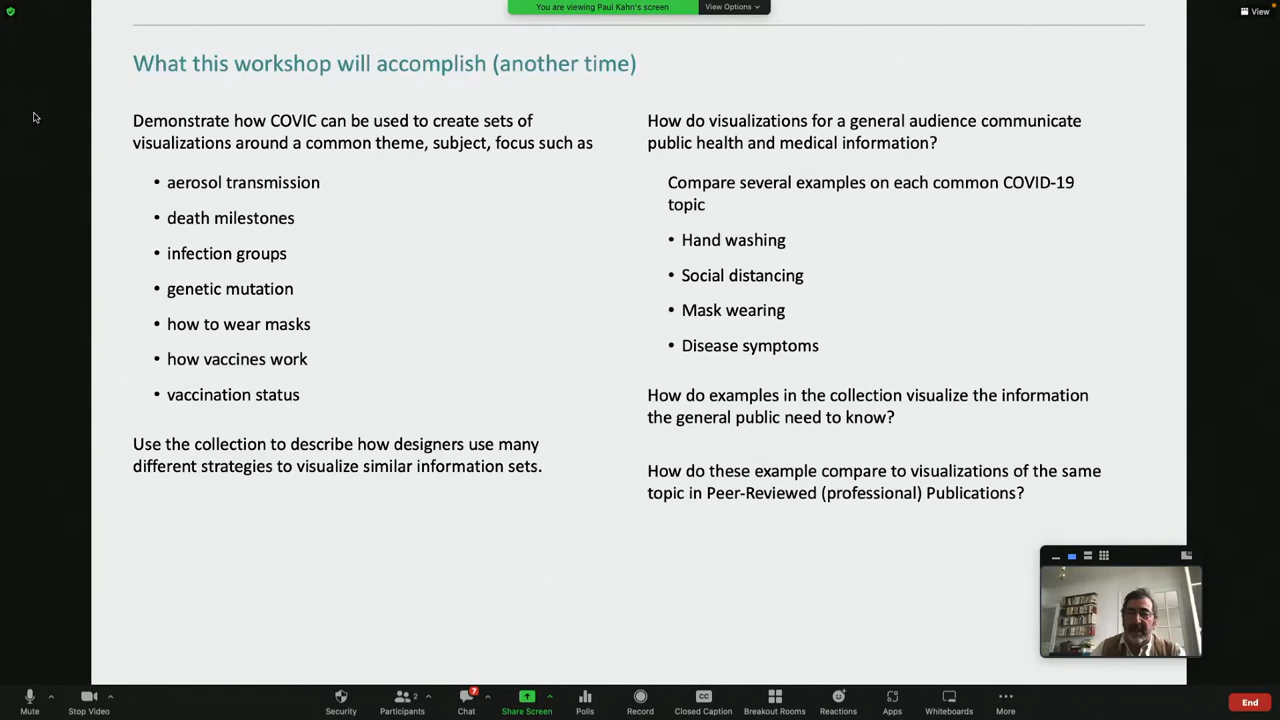 You are viewing Paul Kahn's screen
View Options
View
What this workshop will accomplish (another time)
Demonstrate how COVIC can be used to create sets of
visualizations around a common theme, subject, focus such as
• aerosol transmission
• death milestones
• infection groups
• genetic mutation
• how to wear masks
• how vaccines work
• vaccination status
Use the collection to describe how designers use many
different strategies to visualize similar information sets.
How do visualizations for a general audience communicate
public health and medical information?
Compare several examples on each common COVID-19
topic
• Hand washing
• Social distancing
• Mask wearing
• Disease symptoms
How do examples in the collection visualize the information
the general public need to know?
How do these example compare to visualizations of the same
topic in Peer-Reviewed (professional) Publications?
Mute
Stop Video
Security
Participants
2
Chat
7
Share Screen
Polls
Record
CC
Closed Caption
Breakout Rooms
Reactions
Apps
Whiteboards
More
End